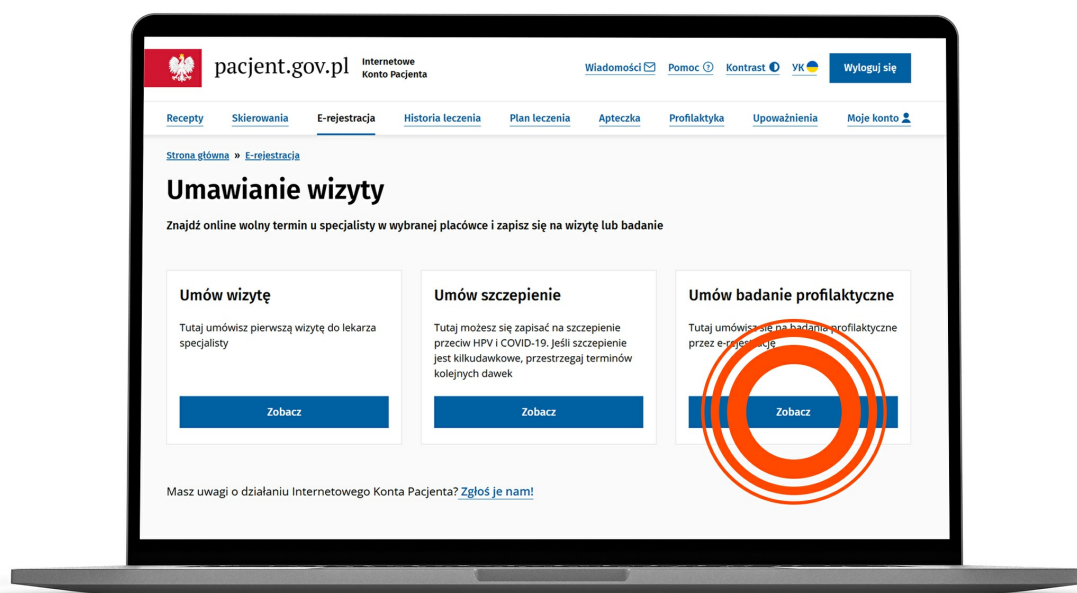 pacjent.gov.pl
Internetowe
Konto Pacjenta
Wiadomości
Pomoc
Kontrast
УК
Wyloguj się
Recepty
Skierowania
E-rejestracja
Historia leczenia
Plan leczenia
Apteczka
Profilaktyka
Upoważnienia
Moje konto
Strona główna » E-rejestracja
Umawianie wizyty
Znajdź online wolny termin u specjalisty w wybranej placówce i zapisz się na wizytę lub badanie
Umów wizytę
Tutaj umówisz pierwszą wizytę do lekarza
specjalisty
Zobacz
Umów szczepienie
Tutaj możesz się zapisać na szczepienie
przeciw HPV i COVID-19. Jeśli szczepienie
jest kilkudawkowe, przestrzegaj terminów
kolejnych dawek
Zobacz
Umów badanie profilaktyczne
Tutaj umówisz się na badania profilaktyczne
przez e-rejestrację
Zobacz
Masz uwagi o działaniu Internetowego Konta Pacjenta? Zgłoś je nam!